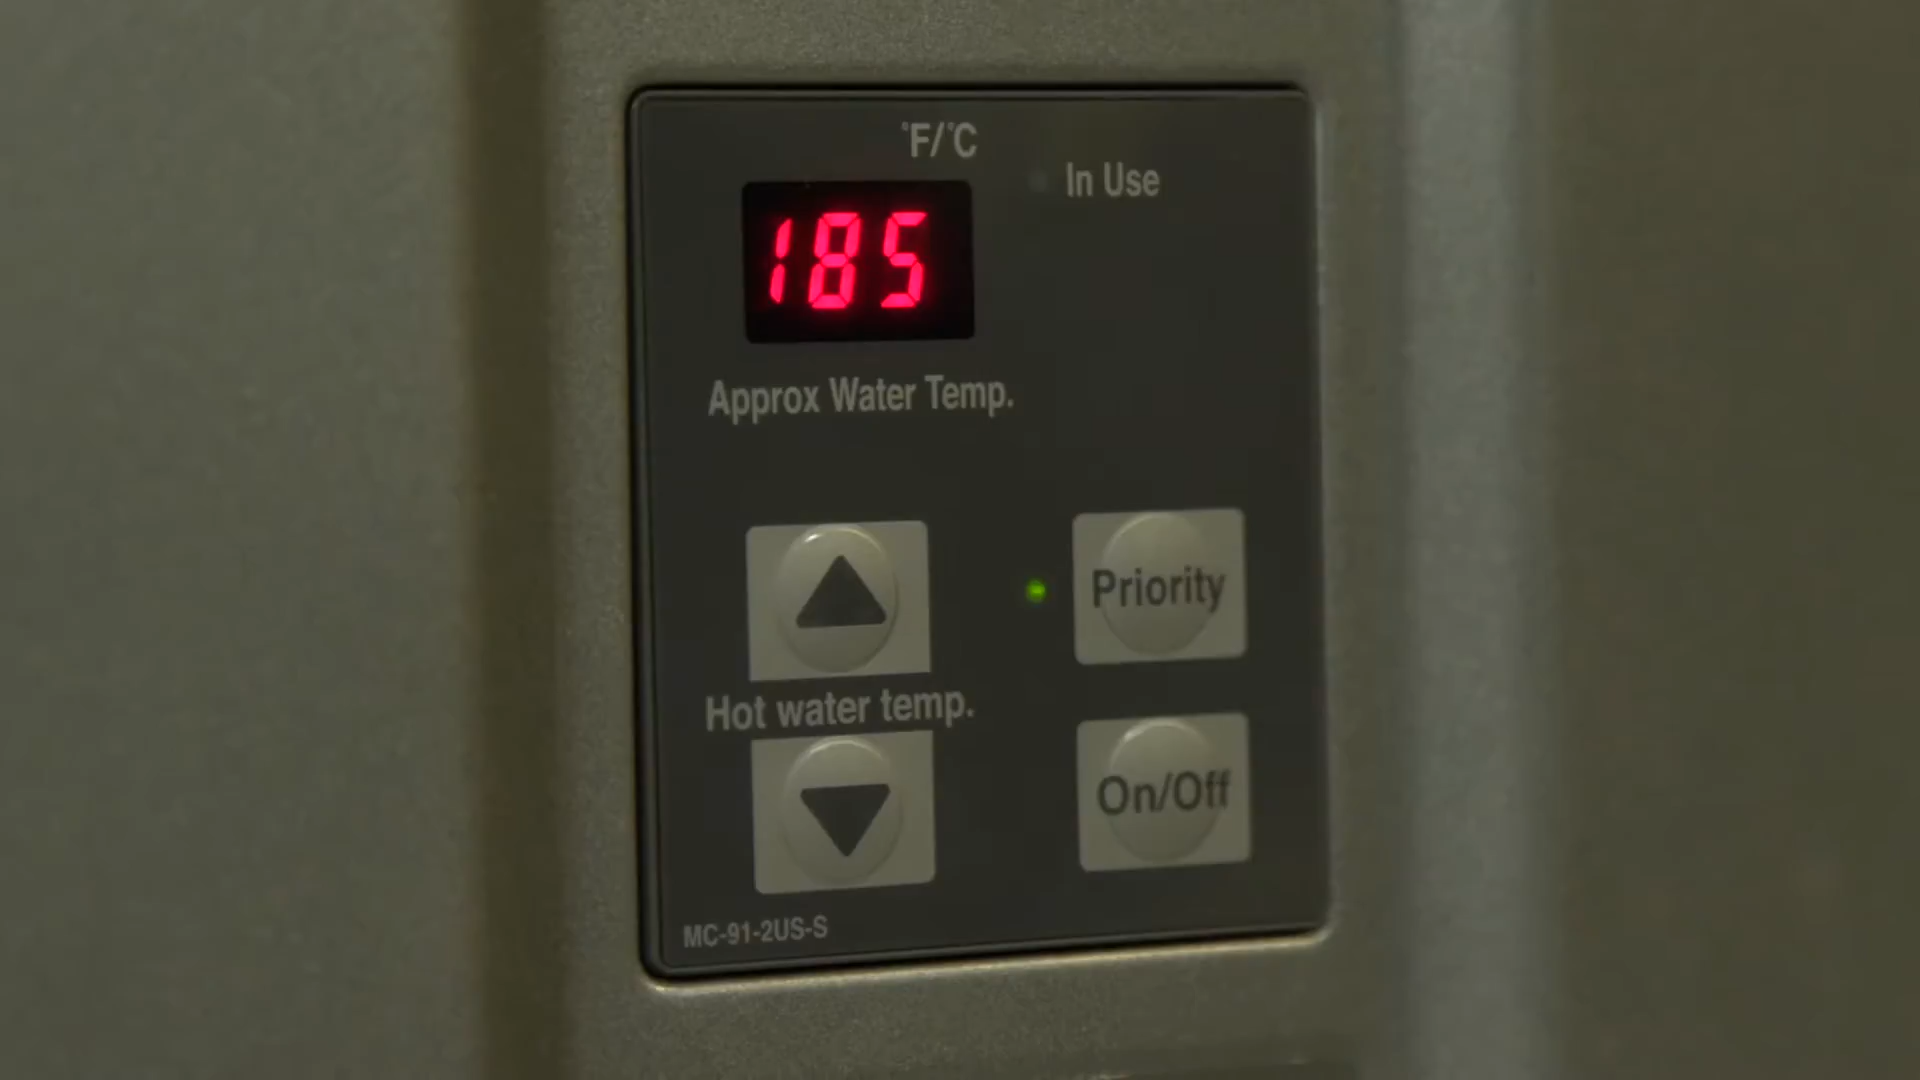 °F/°C
In Use
185
Approx Water Temp.
Priority
Hot water temp.
On/Off
MC-91-2US-S